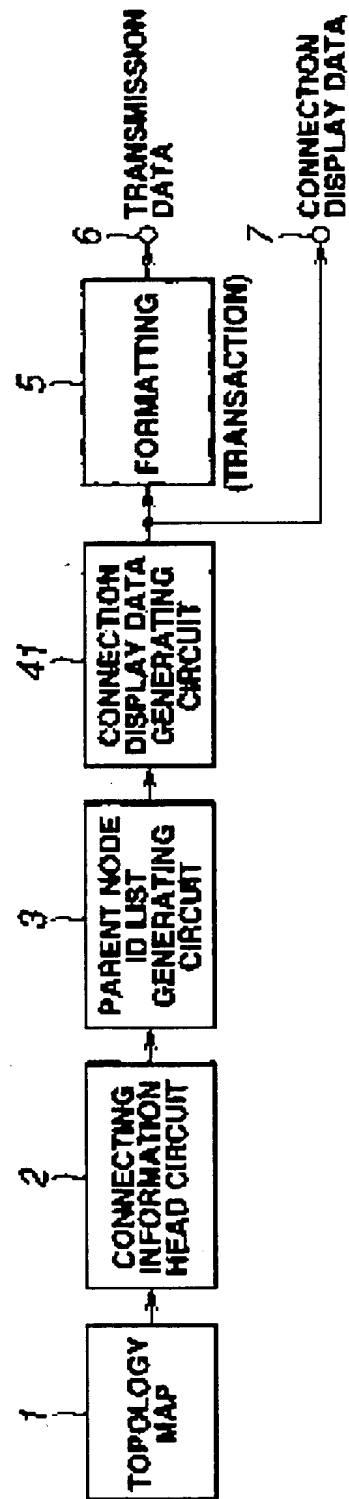 1
TOPOLOGY
MAP
2
CONNECTING
INFORMATION
HEAD CIRCUIT
3
PARENT NODE
ID LIST
GENERATING
CIRCUIT
41
CONNECTION
DISPLAY DATA
GENERATING
CIRCUIT
5
FORMATTING
(TRANSACTION)
6
TRANSMISSION
DATA
7
CONNECTION
DISPLAY DATA